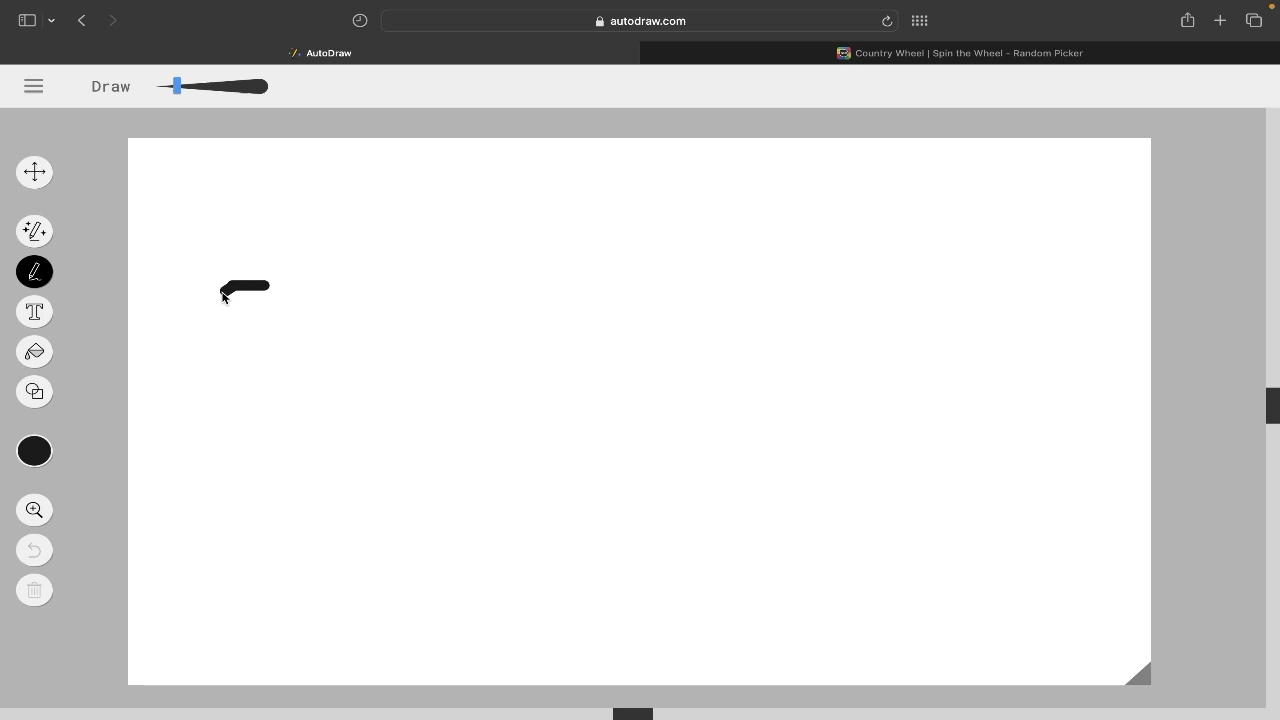 autodraw.com
AutoDraw
Country Wheel | Spin the Wheel - Random Picker
Draw
T